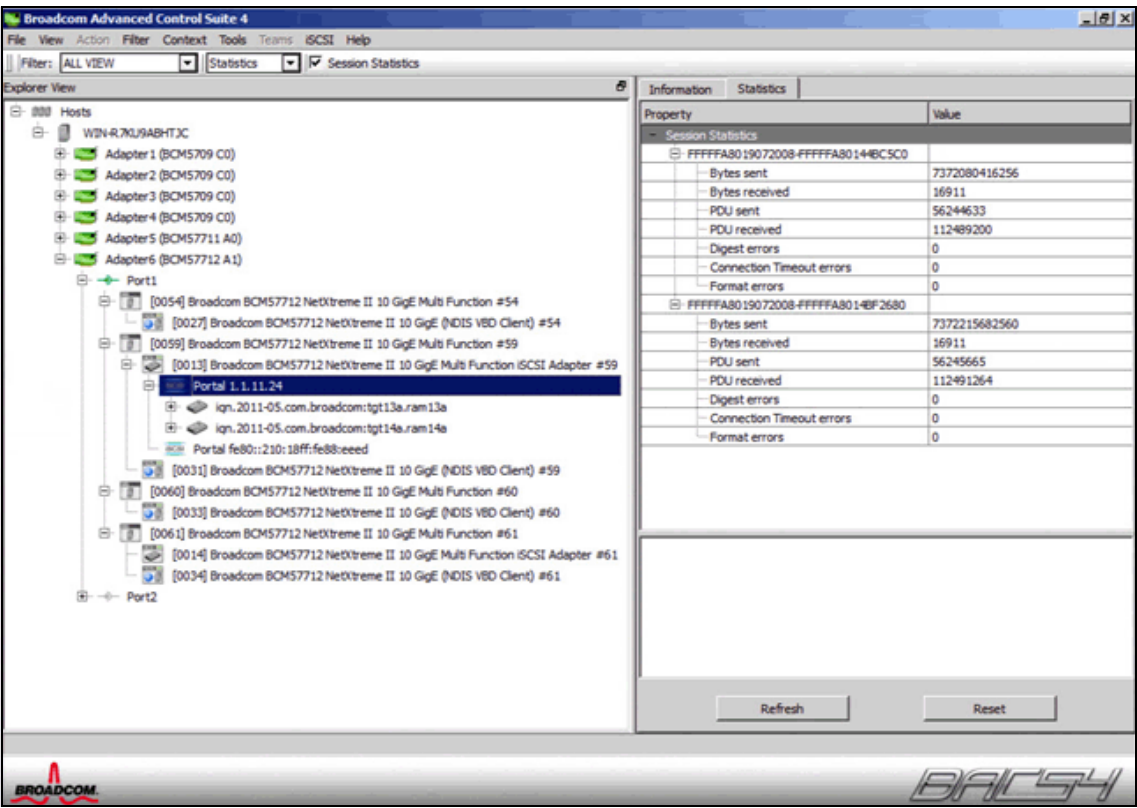 Broadcom Advanced Control Suite 4
File View Action Filter Context Tools Teams iSCSI Help
Filter: ALL VIEW Statistics Session Statistics
Explorer View
Hosts
WIN-R7KU9ABHTJC
Adapter1 (BCM5709 C0)
Adapter2 (BCM5709 C0)
Adapter3 (BCM5709 C0)
Adapter4 (BCM5709 C0)
Adapter5 (BCM57711 A0)
Adapter6 (BCM57712 A1)
Port1
[0054] Broadcom BCM57712 NetXtreme II 10 GigE Multi Function #54
[0027] Broadcom BCM57712 NetXtreme II 10 GigE (NDIS VBD Client) #54
[0059] Broadcom BCM57712 NetXtreme II 10 GigE Multi Function #59
[0013] Broadcom BCM57712 NetXtreme II 10 GigE Multi Function iSCSI Adapter #59
Portal 1.1.11.24
iqn.2011-05.com.broadcom:tgt13a.ram13a
iqn.2011-05.com.broadcom:tgt14a.ram14a
Portal fe80::210:18ff:fe88:eeed
[0031] Broadcom BCM57712 NetXtreme II 10 GigE (NDIS VBD Client) #59
[0060] Broadcom BCM57712 NetXtreme II 10 GigE Multi Function #60
[0033] Broadcom BCM57712 NetXtreme II 10 GigE (NDIS VBD Client) #60
[0061] Broadcom BCM57712 NetXtreme II 10 GigE Multi Function #61
[0014] Broadcom BCM57712 NetXtreme II 10 GigE Multi Function iSCSI Adapter #61
[0034] Broadcom BCM57712 NetXtreme II 10 GigE (NDIS VBD Client) #61
Port2
Information Statistics
Property Value
Session Statistics
FFFFFA8019072008-FFFFFA80144BC5C0
Bytes sent 7372080416256
Bytes received 16911
PDU sent 56244633
PDU received 112489200
Digest errors 0
Connection Timeout errors 0
Format errors 0
FFFFFA8019072008-FFFFFA8014BF2680
Bytes sent 7372215682560
Bytes received 16911
PDU sent 56245665
PDU received 112491264
Digest errors 0
Connection Timeout errors 0
Format errors 0
Refresh Reset
BROADCOM.
BACS4